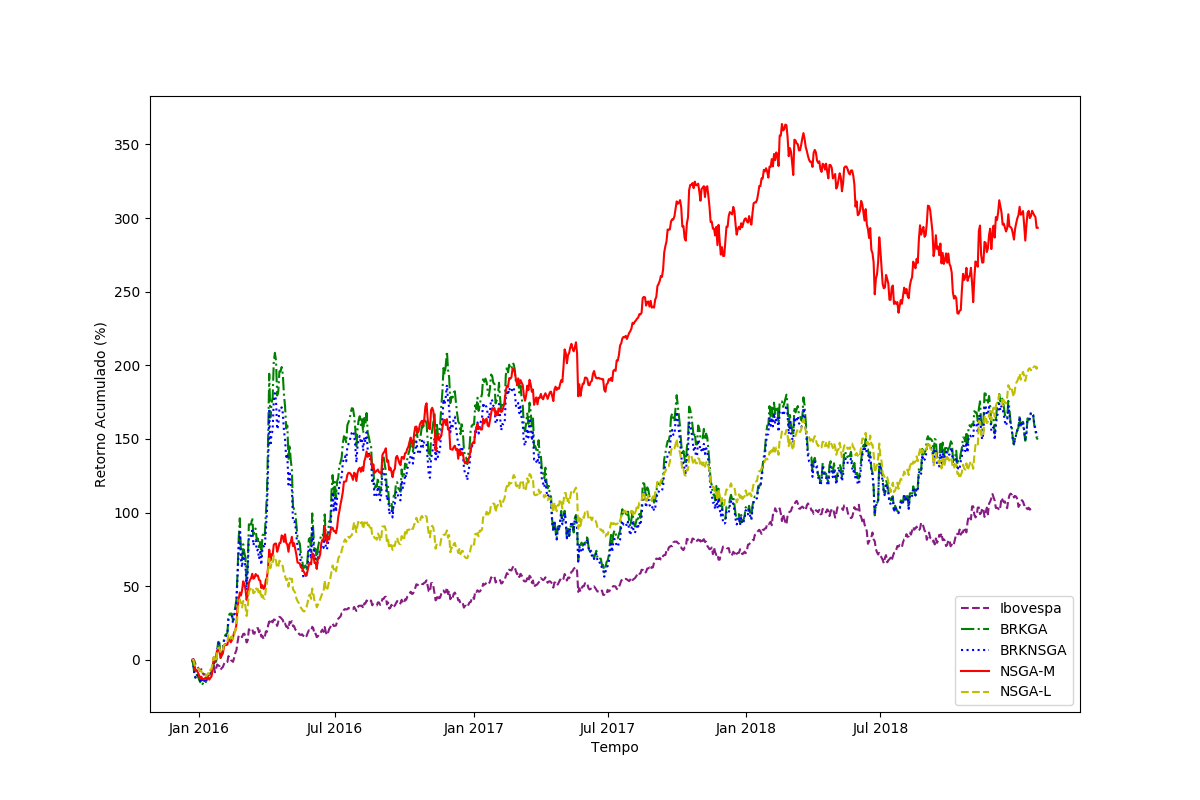 Retorno Acumulado (%)
350
300
250
200
150
100
50
0
Ibovespa
BRKGA
BRKNSGA
NSGA-M
NSGA-L
Jan 2016 Jul 2016 Jan 2017 Jul 2017 Jan 2018 Jul 2018
Tempo